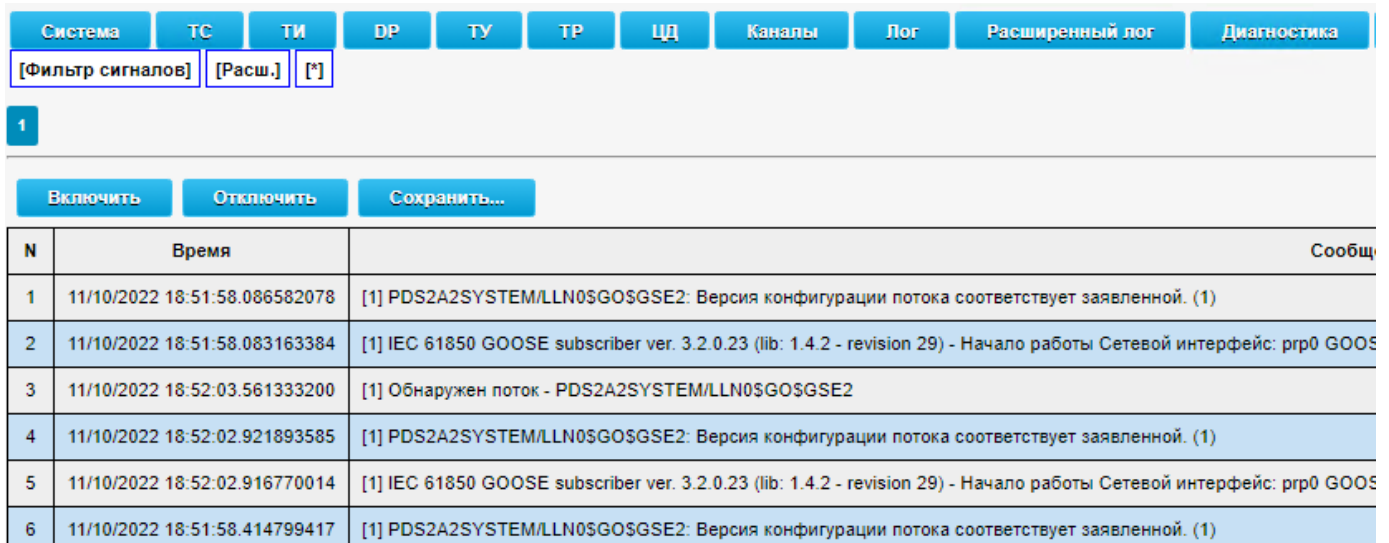 Система ТС ТИ DP ТУ ТР ЦД Каналы Лог Расширенный лог Диагностика
[Фильтр сигналов] [Расш.] [*]
1
Включить Отключить Сохранить...
N Время
1 11/10/2022 18:51:58.086582078 [1] PDS2A2SYSTEM/LLN0$GO$GSE2: Версия конфигурации потока соответствует заявленной. (1)
2 11/10/2022 18:51:58.083163384 [1] IEC 61850 GOOSE subscriber ver. 3.2.0.23 (lib: 1.4.2 - revision 29) - Начало работы Сетевой интерфейс: prp0
3 11/10/2022 18:52:03.561333200 [1] Обнаружен поток - PDS2A2SYSTEM/LLN0$GO$GSE2
4 11/10/2022 18:52:02.921893585 [1] PDS2A2SYSTEM/LLN0$GO$GSE2: Версия конфигурации потока соответствует заявленной. (1)
5 11/10/2022 18:52:02.916770014 [1] IEC 61850 GOOSE subscriber ver. 3.2.0.23 (lib: 1.4.2 - revision 29) - Начало работы Сетевой интерфейс: prp0
6 11/10/2022 18:51:58.414799417 [1] PDS2A2SYSTEM/LLN0$GO$GSE2: Версия конфигурации потока соответствует заявленной. (1)